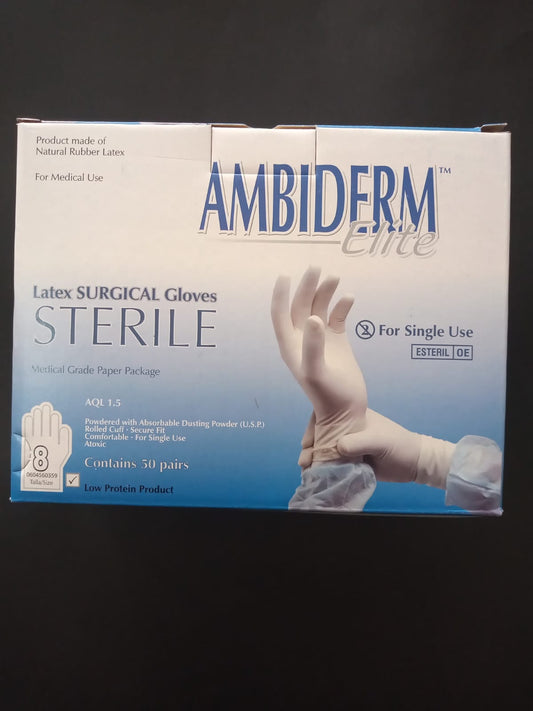 Product made of
Natural Rubber Latex
For Medical Use
AMBIDERM™
Elite
Latex SURGICAL Gloves
STERILE
Medical Grade Paper Package
For Single Use
2
ESTERIL OE
AQL 1.5
Powdered with Absorbable Dusting Powder (U.S.P.)
Rolled Cuff · Secure Fit
Comfortable · For Single Use
Atoxic
Contains 50 pairs
Low Protein Product
8
0604560359
Talla/Size